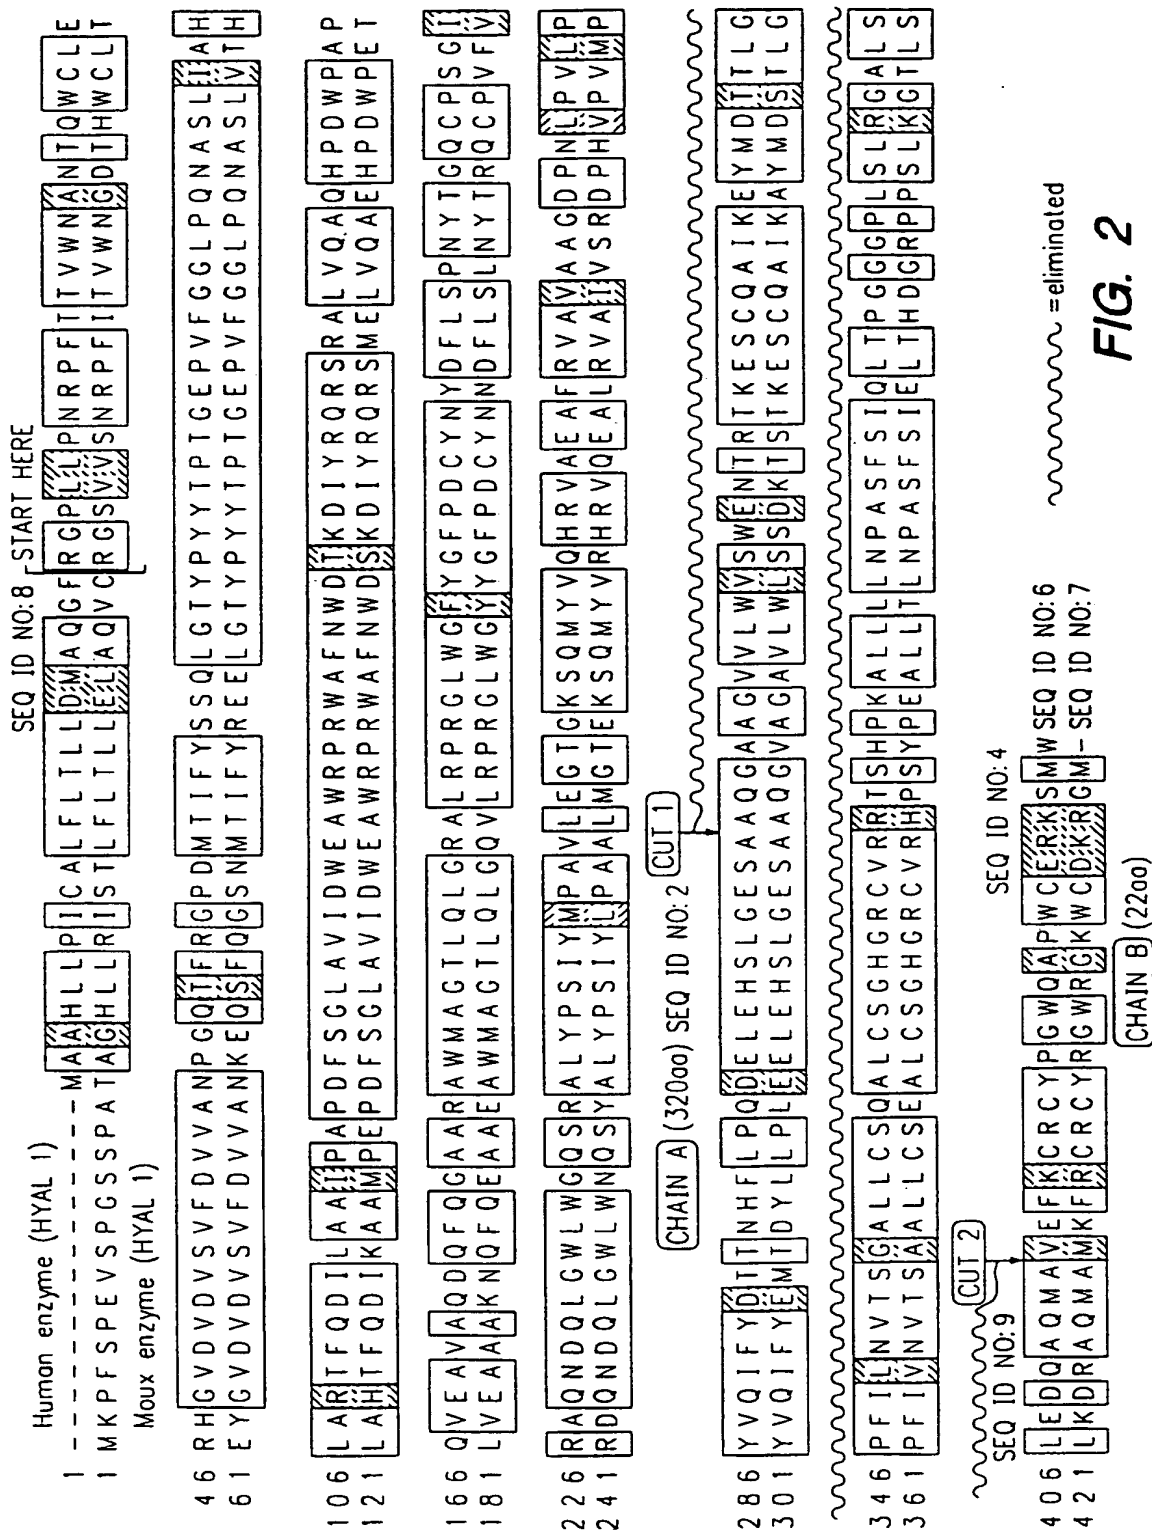 SEQ ID NO:8 START HERE
Human enzyme (HYAL 1)
1 - - - - - - - - - - - - - - - M A A H L L P I C A L F L T L L D M A Q G F R G P L L P N R P F T T V W N A N T Q W C L E
1 M K P F S P E V S P G S S P A T A G H L L R I S T L F L T L L E L A Q V C R G S V V S N R P F I T V W N G D T H W C L T
Moux enzyme (HYAL 1)
46 R H G V D V D V S V F D V V A N P G Q T F R G P D M T I F Y S S Q L G T Y P Y Y T P T G E P V F G G L P Q N A S L I A H
61 E Y G V D V D V S V F D V V A N K E Q S F Q G S N M T I F Y R E E L G T Y P Y Y T P T G E P V F G G L P Q N A S L V T H
106 L A R T F Q D I L A A I P A P D F S G L A V I D W E A W R P R W A F N W D T K D I Y R Q R S R A L V Q A Q H P D W P A P
121 L A H T F Q D I K A A M P E P D F S G L A V I D W E A W R P R W A F N W D S K D I Y R Q R S M E L V Q A E H P D W P E T
166 Q V E A V A Q D Q F Q G A A R A W M A G T L Q L G R A L R P R G L W G F Y G F P D C Y N Y D F L S P N Y T G Q C P S G I
181 L V E A A A K N Q F Q E A A E A W M A G T L Q L G Q V L R P R G L W G Y Y G F P D C Y N N D F L S L N Y T R Q C P V F V
226 R A Q N D Q L G W L W G Q S R A L Y P S I Y M P A V L E G T G K S Q M Y V Q H R V A E A F R V A V A A G D P N L P V L P
241 R D Q N D Q L G W L W N Q S Y A L Y P S I Y L P A A L M G T E K S Q M Y V R H R V Q E A L R V A I V S R D P H V P V M P
CHAIN A (320aa) SEQ ID NO:2 CUT 1
286 Y V Q I F Y D T T N H F L P Q D E L E H S L G E S A A Q G A A G V V L W V S W E N T R T K E S C Q A I K E Y M D T T L G
301 Y V Q I F Y E M T D Y L L P L E E L E H S L G E S A A Q G V A G A V L W L S S D K T S T K E S C Q A I K A Y M D S T L G
346 P F I L N V T S G A L L C S Q A L C S G H G R C V R R T S H P K A L L L L N P A S F S I Q L T P G G G P L S L R G A L S
361 P F I V N V T S A A L L C S E A L C S G H G R C V R H P S Y P E A L L T L N P A S F S I E L T H D G R P P S L K G T L S
SEQ ID NO:9 CUT 2 SEQ ID NO:4
406 L E D Q A Q M A V E F K C R C Y P G W Q A P W C E R K S M W SEQ ID NO:6
421 L K D R A Q M A M K F R C R C Y R G W R G K W C D K R G M - SEQ ID NO:7
CHAIN B (22aa)
=eliminated
FIG. 2